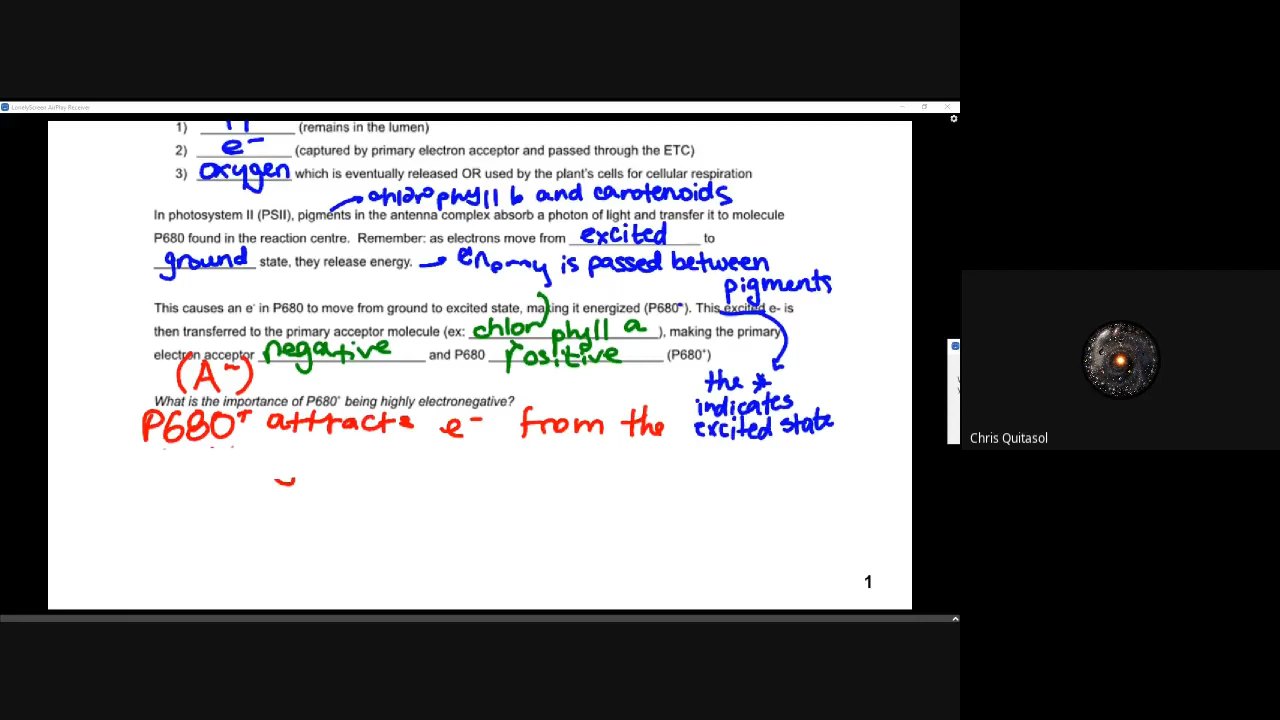 LonelyScreen AirPlay Receiver
1) (remains in the lumen)
2) e⁻ (captured by primary electron acceptor and passed through the ETC)
3) oxygen which is eventually released OR used by the plant's cells for cellular respiration
chlorophyll b and carotenoids
In photosystem II (PSII), pigments in the antenna complex absorb a photon of light and transfer it to molecule
P680 found in the reaction centre. Remember: as electrons move from excited to
ground state, they release energy. → energy is passed between
pigments
This causes an e⁻ in P680 to move from ground to excited state, making it energized (P680*). This excited e- is
then transferred to the primary acceptor molecule (ex: chlorophyll a), making the primary
electron acceptor negative and P680 positive (P680⁺)
(A⁻)
the *
indicates
excited state
What is the importance of P680⁺ being highly electronegative?
P680⁺ attracts e⁻ from the
1
Chris Quitasol